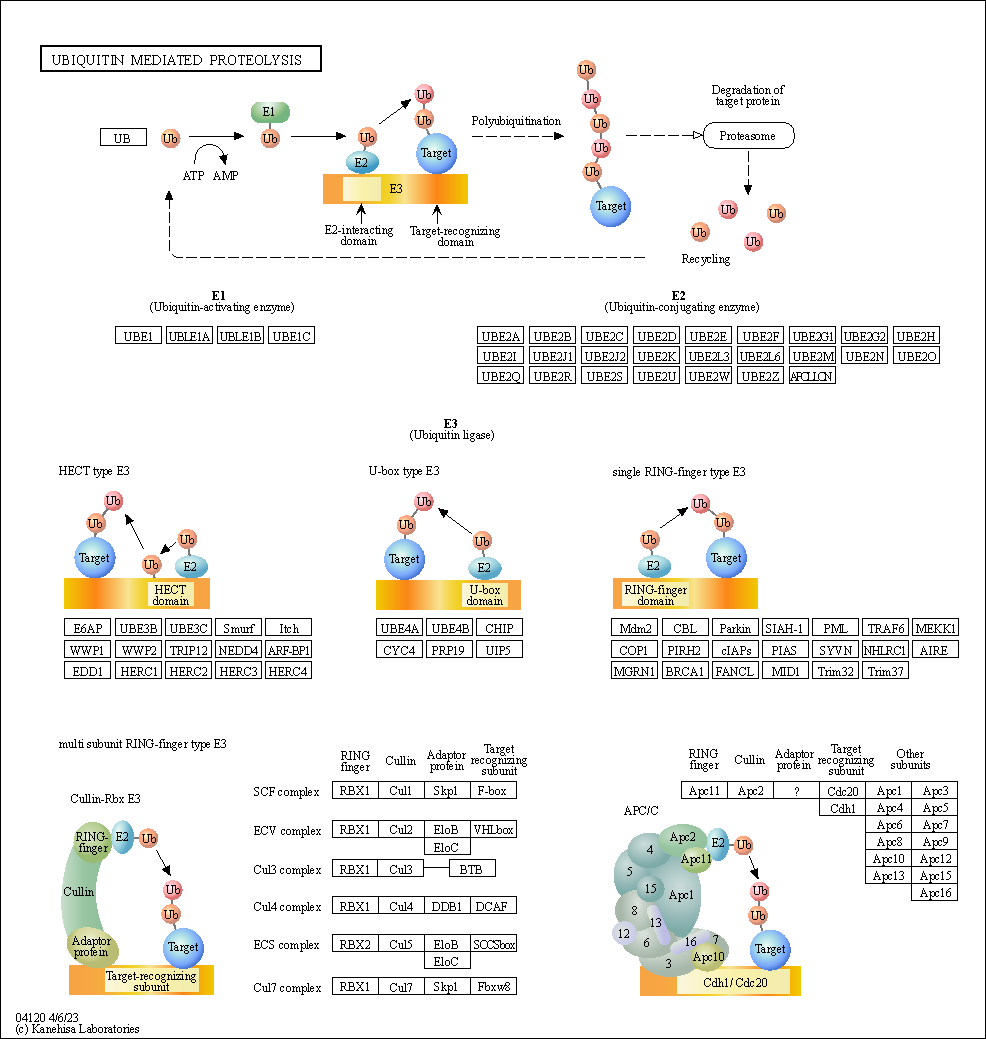 UBIQUITIN MEDIATED PROTEOLYSIS
UB
Ub
ATP AMP
E1
Ub
Ub
E2
Ub
Ub
Target
E3
E2-interacting
domain
Target-recognizing
domain
Polyubiquitination
Ub
Ub
Ub
Ub
Ub
Target
Degradation of
target protein
Proteasome
Ub
Ub
Ub
Ub
Recycling
E1
(Ubiquitin-activating enzyme)
UBE1 UBLE1A UBLE1B UBE1C
E2
(Ubiquitin-conjugating enzyme)
UBE2A UBE2B UBE2C UBE2D UBE2E UBE2F UBE2G1 UBE2G2 UBE2H
UBE2I UBE2J1 UBE2J2 UBE2K UBE2L3 UBE2L6 UBE2M UBE2N UBE2O
UBE2Q UBE2R UBE2S UBE2U UBE2W UBE2Z AFCLLCN
E3
(Ubiquitin ligase)
HECT type E3
Ub
Ub
Target
Ub
Ub
E2
HECT
domain
E6AP UBE3B UBE3C Smurf Itch
WWP1 WWP2 TRIP12 NEDD4 ARF-BP1
EDD1 HERC1 HERC2 HERC3 HERC4
U-box type E3
Ub
Ub
Target
Ub
E2
U-box
domain
UBE4A UBE4B CHIP
CYC4 PRP19 UIP5
single RING-finger type E3
Ub
E2
Ub
Ub
Target
RING-finger
domain
Mdm2 CBL Parkin SIAH-1 PML TRAF6 MEKK1
COP1 PIRH2 cIAPs PIAS SYVN NHLRC1 AIRE
MGRN1 BRCA1 FANCL MID1 Trim32 Trim37
multi subunit RING-finger type E3
Cullin-Rbx E3
RING-
finger
E2
Ub
Cullin
Ub
Ub
Adaptor
protein
Target
Target-recognizing
subunit
RING
finger
Cullin
Adaptor
protein
Target
recognizing
subunit
SCF complex RBX1 Cul1 Skp1 F-box
ECV complex RBX1 Cul2 EloB VHLbox
EloC
Cul3 complex RBX1 Cul3 BTB
Cul4 complex RBX1 Cul4 DDB1 DCAF
ECS complex RBX2 Cul5 EloB SOCSbox
EloC
Cul7 complex RBX1 Cul7 Skp1 Fbxw8
RING
finger
Cullin
Adaptor
protein
Target
recognizing
subunit
Other
subunits
Apc11 Apc2 ? Cdc20 Apc1 Apc3
Cdh1 Apc4 Apc5
Apc6 Apc7
Apc8 Apc9
Apc10 Apc12
Apc13 Apc15
Apc16
APC/C
Apc2
E2
Ub
4
Apc11
5
15
Apc1
Ub
8
13
Ub
12
6
16
7
Target
3
Apc10
Cdh1/Cdc20
04120 4/6/23
(c) Kanehisa Laboratories